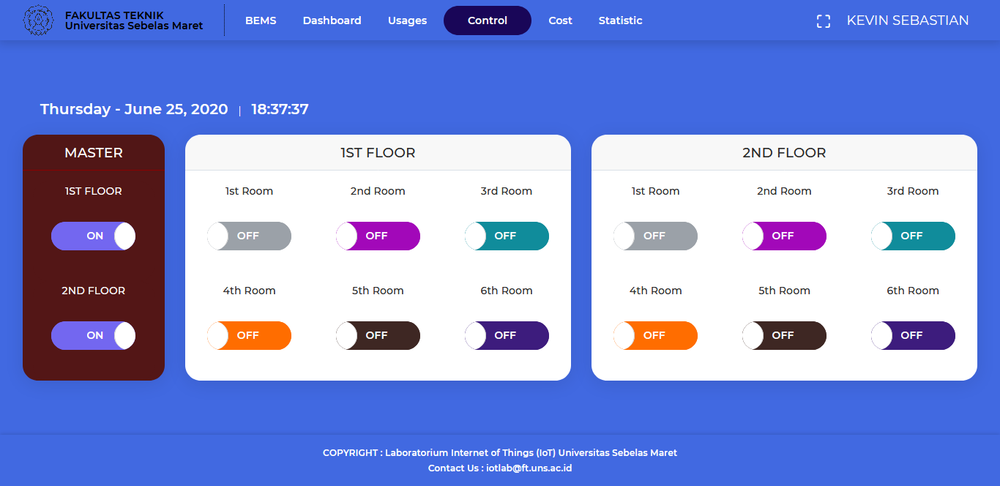 FAKULTAS TEKNIK
Universitas Sebelas Maret
BEMS Dashboard Usages Control Cost Statistic
KEVIN SEBASTIAN
Thursday - June 25, 2020 | 18:37:37
MASTER
1ST FLOOR
ON
2ND FLOOR
ON
1ST FLOOR
1st Room 2nd Room 3rd Room
OFF OFF OFF
4th Room 5th Room 6th Room
OFF OFF OFF
2ND FLOOR
1st Room 2nd Room 3rd Room
OFF OFF OFF
4th Room 5th Room 6th Room
OFF OFF OFF
COPYRIGHT : Laboratorium Internet of Things (IoT) Universitas Sebelas Maret
Contact Us : iotlab@ft.uns.ac.id